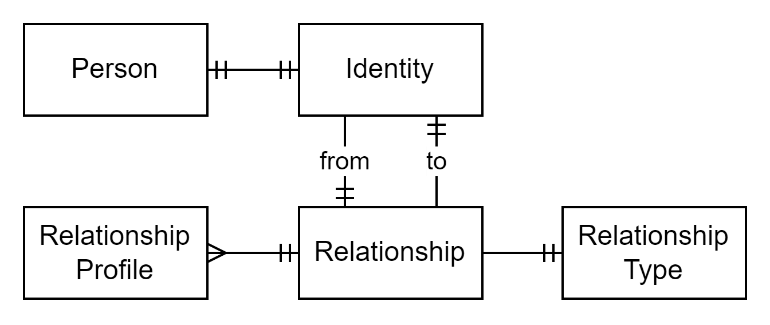 Person
Identity
from
to
Relationship
Profile
Relationship
Relationship
Type